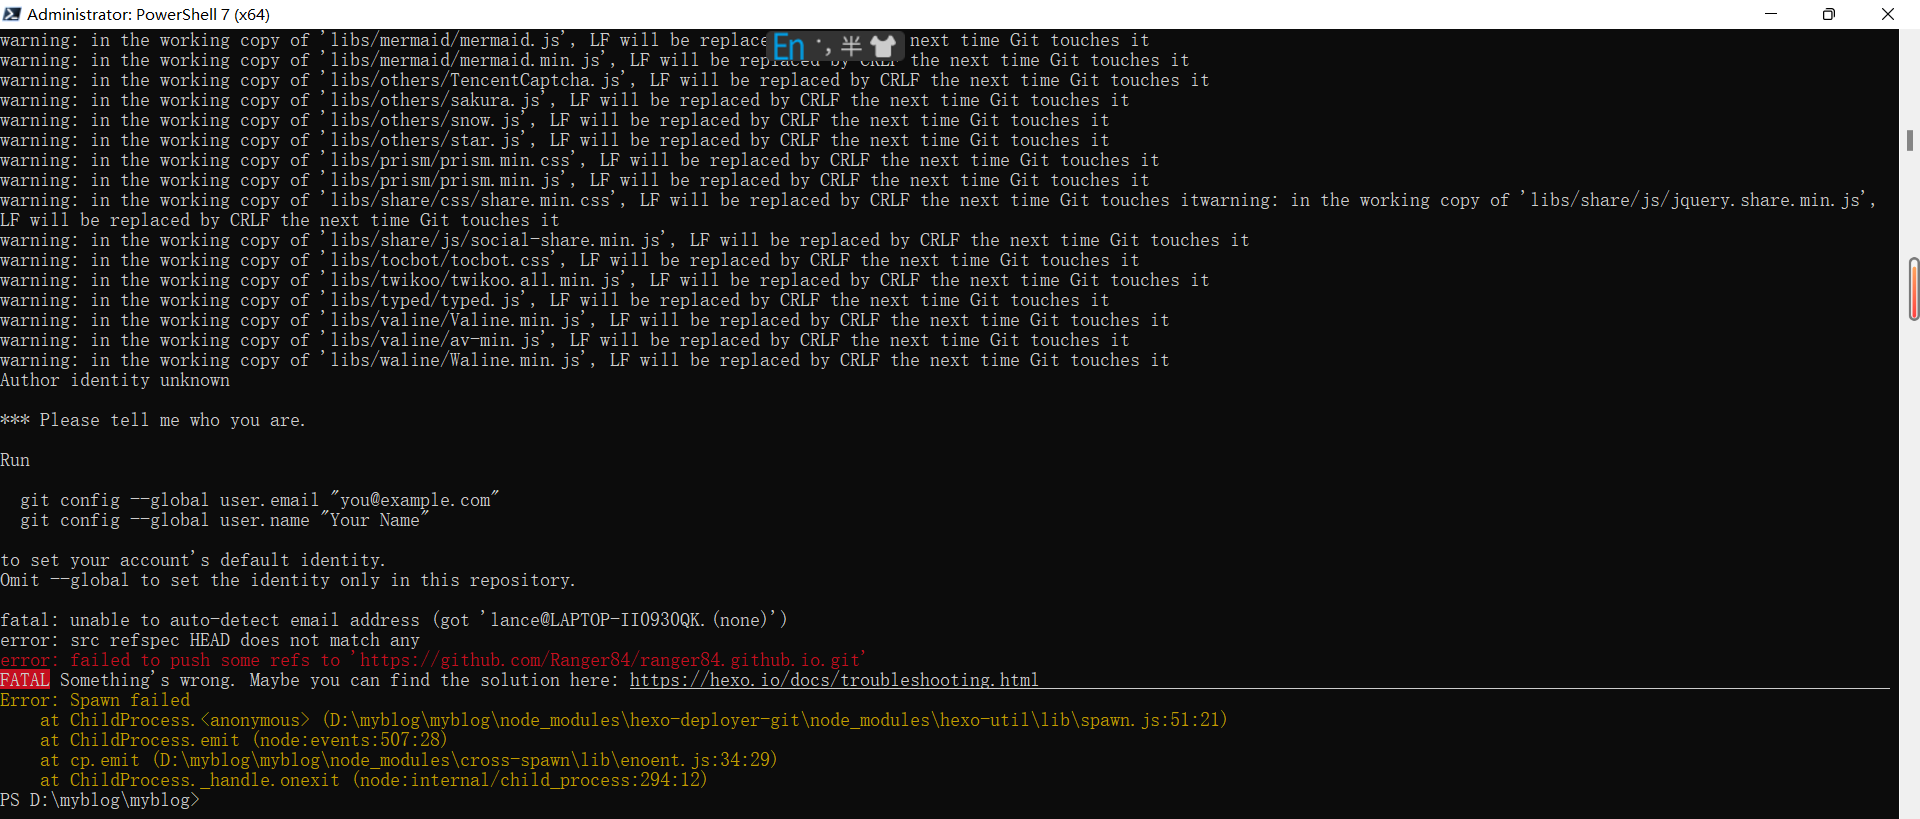 Administrator: PowerShell 7 (x64)
warning: in the working copy of 'libs/mermaid/mermaid.js', LF will be replace next time Git touches it
En ·, 半
warning: in the working copy of 'libs/mermaid/mermaid.min.js', LF will be replaced by CRLF the next time Git touches it
warning: in the working copy of 'libs/others/TencentCaptcha.js', LF will be replaced by CRLF the next time Git touches it
warning: in the working copy of 'libs/others/sakura.js', LF will be replaced by CRLF the next time Git touches it
warning: in the working copy of 'libs/others/snow.js', LF will be replaced by CRLF the next time Git touches it
warning: in the working copy of 'libs/others/star.js', LF will be replaced by CRLF the next time Git touches it
warning: in the working copy of 'libs/prism/prism.min.css', LF will be replaced by CRLF the next time Git touches it
warning: in the working copy of 'libs/prism/prism.min.js', LF will be replaced by CRLF the next time Git touches it
warning: in the working copy of 'libs/share/css/share.min.css', LF will be replaced by CRLF the next time Git touches itwarning: in the working copy of 'libs/share/js/jquery.share.min.js',
LF will be replaced by CRLF the next time Git touches it
warning: in the working copy of 'libs/share/js/social-share.min.js', LF will be replaced by CRLF the next time Git touches it
warning: in the working copy of 'libs/tocbot/tocbot.css', LF will be replaced by CRLF the next time Git touches it
warning: in the working copy of 'libs/twikoo/twikoo.all.min.js', LF will be replaced by CRLF the next time Git touches it
warning: in the working copy of 'libs/typed/typed.js', LF will be replaced by CRLF the next time Git touches it
warning: in the working copy of 'libs/valine/Valine.min.js', LF will be replaced by CRLF the next time Git touches it
warning: in the working copy of 'libs/valine/av-min.js', LF will be replaced by CRLF the next time Git touches it
warning: in the working copy of 'libs/waline/Waline.min.js', LF will be replaced by CRLF the next time Git touches it
Author identity unknown
*** Please tell me who you are.
Run
git config --global user.email "you@example.com"
git config --global user.name "Your Name"
to set your account's default identity.
Omit --global to set the identity only in this repository.
fatal: unable to auto-detect email address (got 'lance@LAPTOP-II0930QK.(none)')
error: src refspec HEAD does not match any
error: failed to push some refs to 'https://github.com/Ranger84/ranger84.github.io.git'
FATAL Something's wrong. Maybe you can find the solution here: https://hexo.io/docs/troubleshooting.html
Error: Spawn failed
at ChildProcess.<anonymous> (D:\myblog\myblog\node_modules\hexo-deployer-git\node_modules\hexo-util\lib\spawn.js:51:21)
at ChildProcess.emit (node:events:507:28)
at cp.emit (D:\myblog\myblog\node_modules\cross-spawn\lib\enoent.js:34:29)
at ChildProcess._handle.onexit (node:internal/child_process:294:12)
PS D:\myblog\myblog>